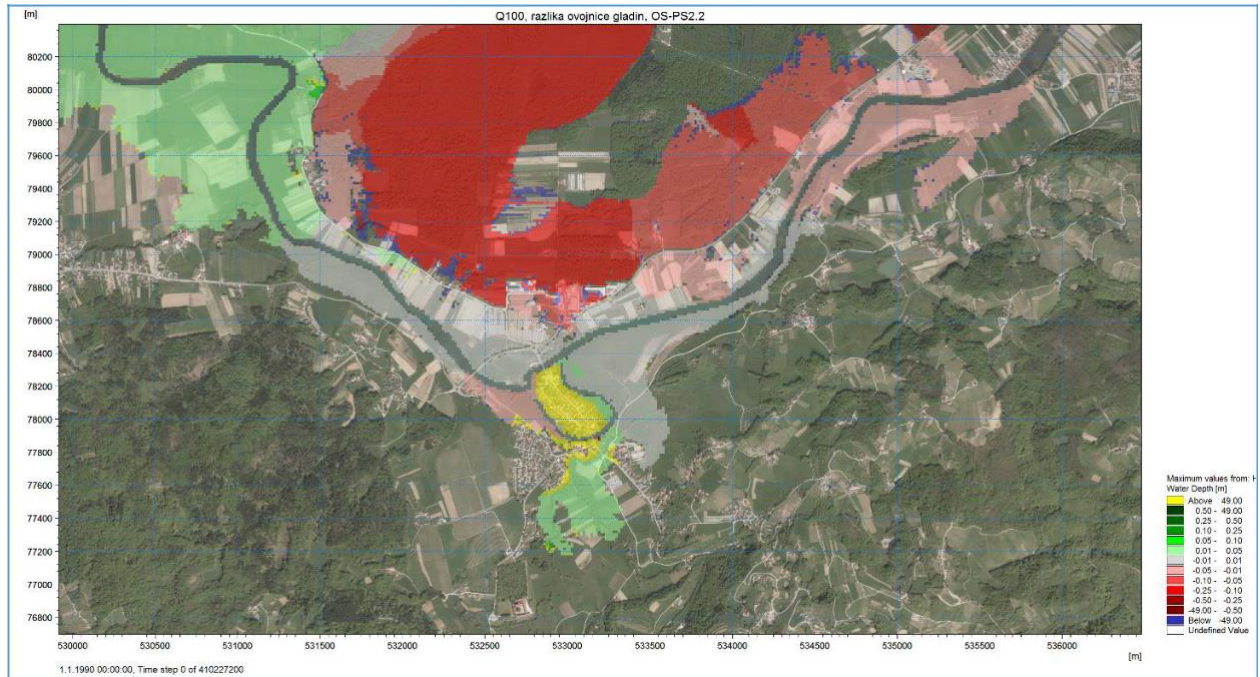 Q100, razlika ovojnice gladin, OS-PS2.2
[m]
80200
80000
79800
79600
79400
79200
79000
78800
78600
78400
78200
78000
77800
77600
77400
77200
77000
76800
530000 530500 531000 531500 532000 532500 533000 533500 534000 534500 535000 535500 536000
[m]
1.1.1990 00:00:00, Time step 0 of 410227200
Maximum values from: H
Water Depth [m]
Above 49.00
0.50 - 49.00
0.25 - 0.50
0.10 - 0.25
0.05 - 0.10
0.01 - 0.05
-0.01 - 0.01
-0.05 - -0.01
-0.10 - -0.05
-0.25 - -0.10
-0.50 - -0.25
-49.00 - -0.50
Below -49.00
Undefined Value